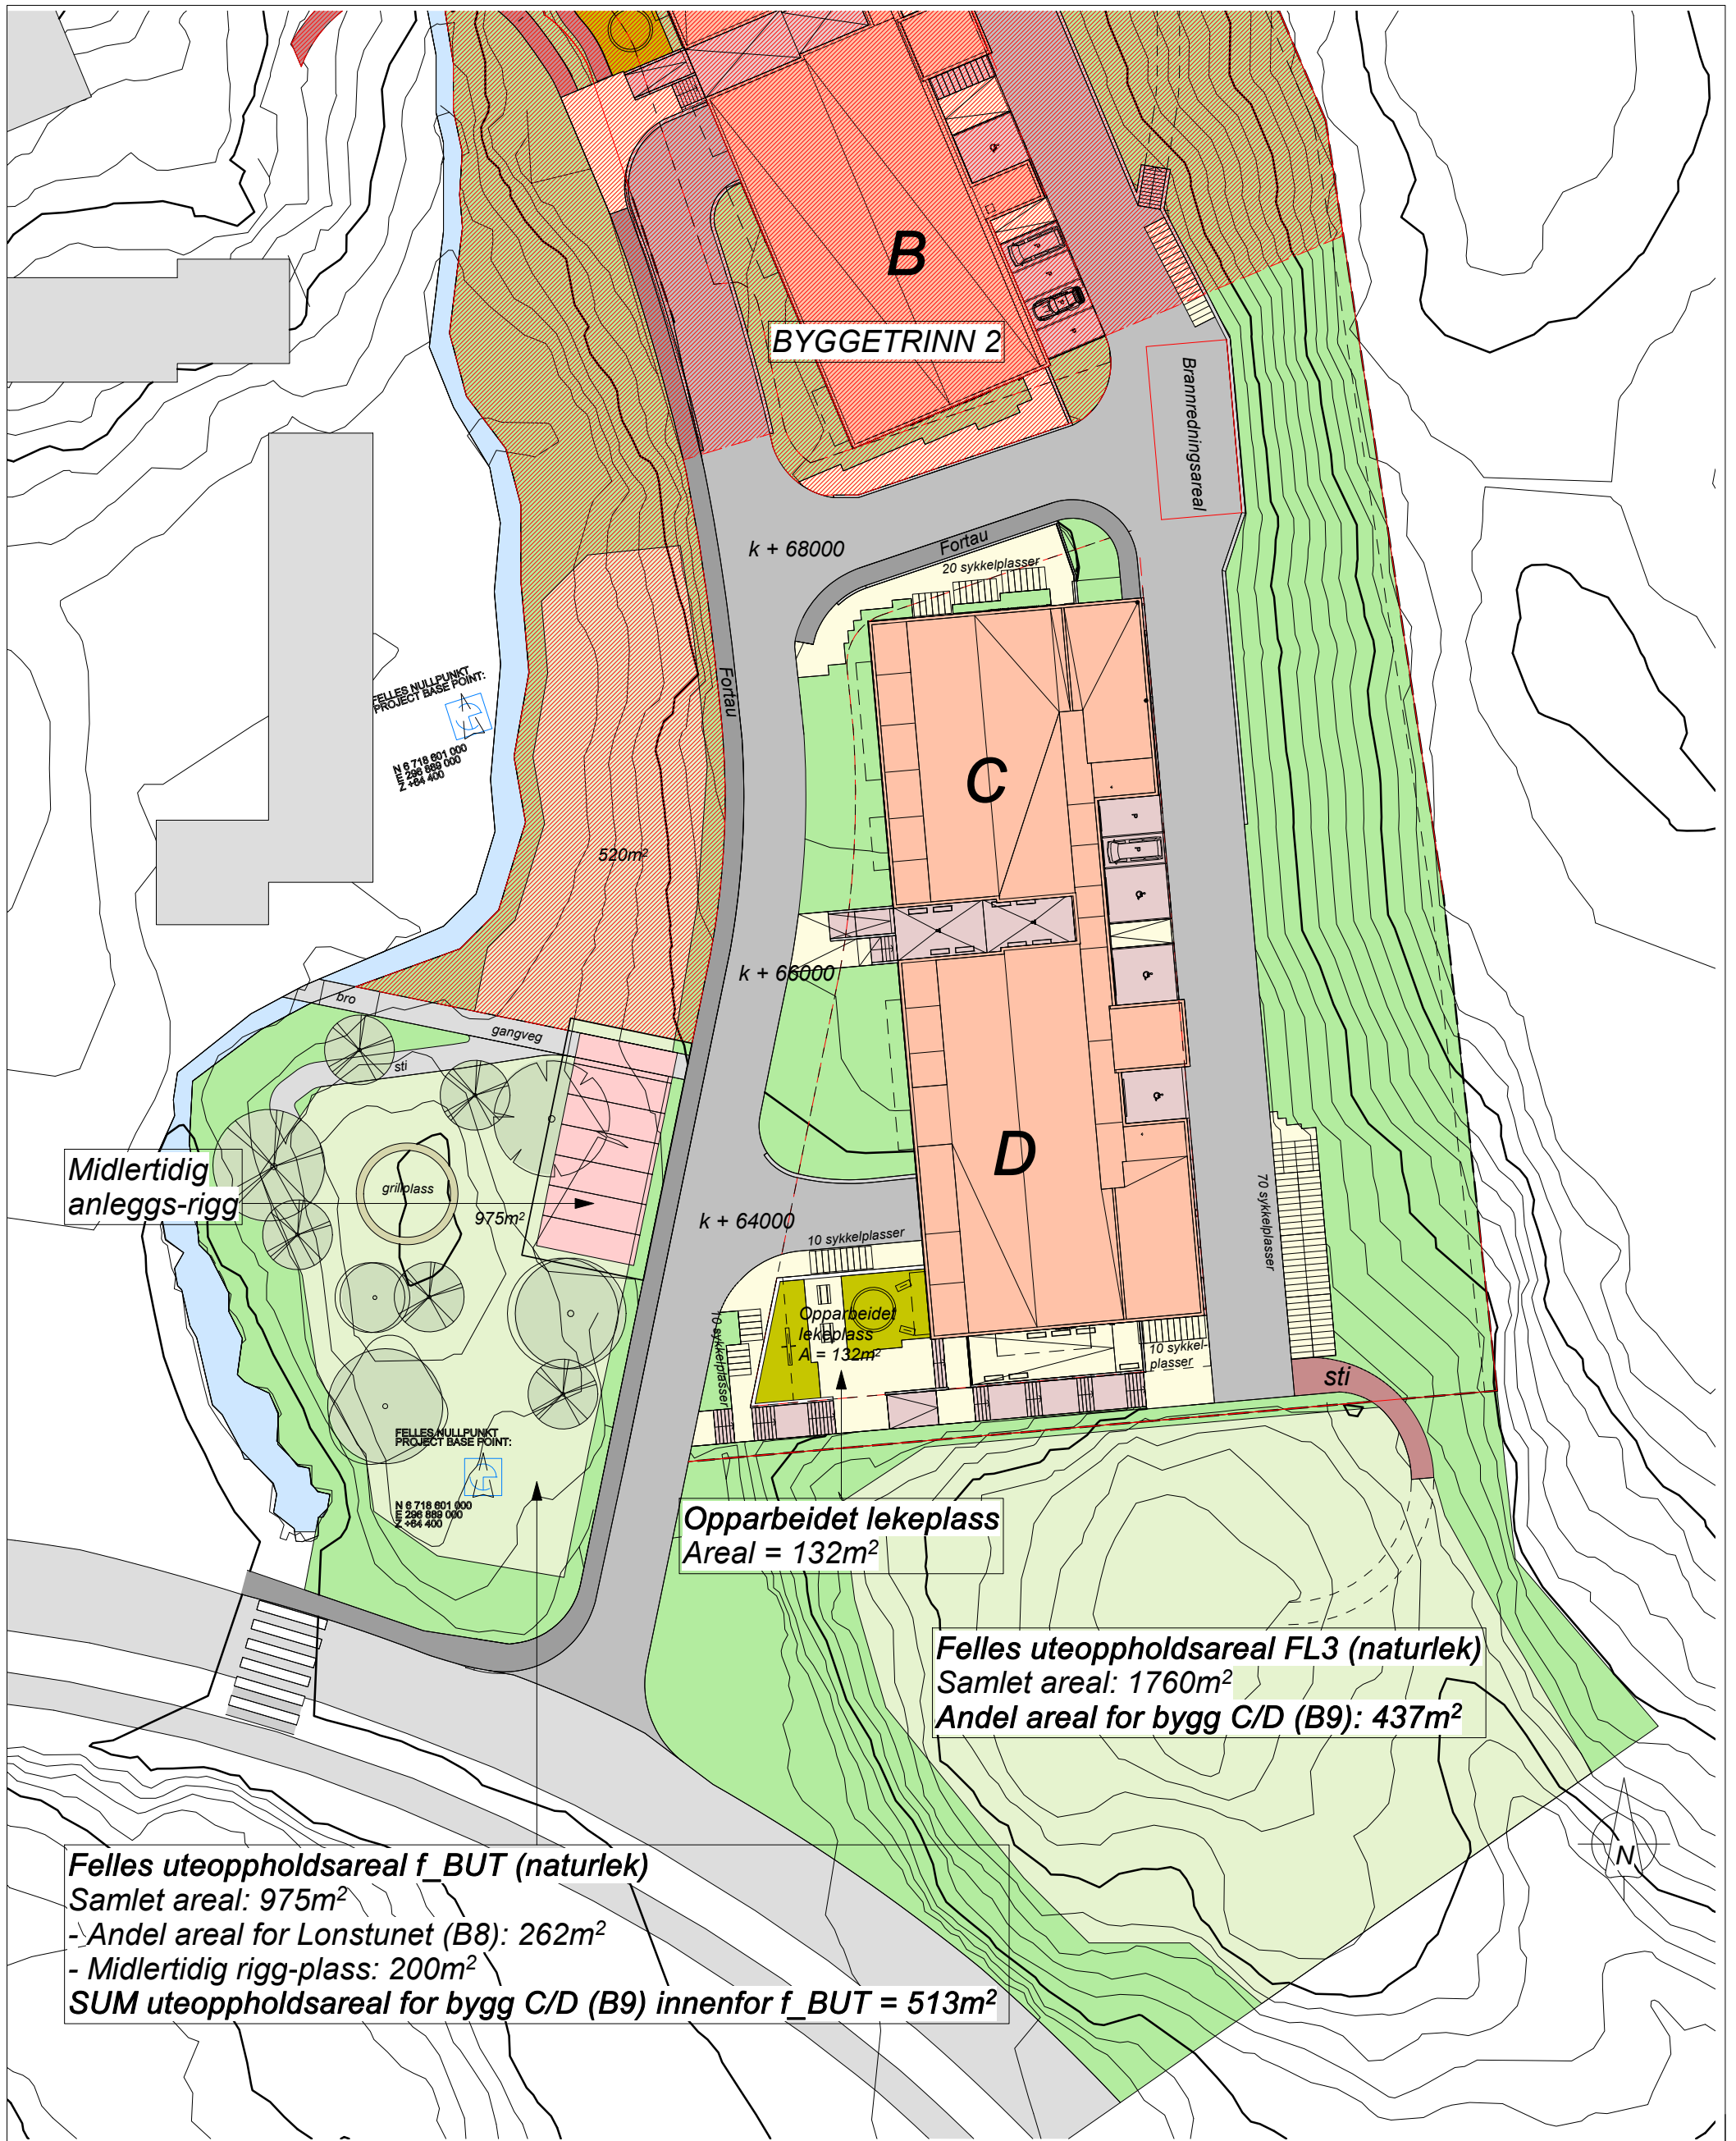 B
BYGGETRINN 2
Brannredningsareal
k + 68000
Fortau
20 sykkelplasser
Fortau
FELLES NULLPUNKT
PROJECT BASE POINT:
N 6 718 601 000
E 298 889 000
Z +64 400
C
520m²
k + 66000
bro
gangveg
sti
Midlertidig
anleggs-rigg
grillplass
975m²
D
k + 64000
10 sykkelplasser
70 sykkelplasser
Opparbeidet
lekeplass
A = 132m²
10 sykkelplasser
10 sykkel-
plasser
sti
FELLES NULLPUNKT
PROJECT BASE POINT:
N 6 718 601 000
E 298 889 000
Z +64 400
Opparbeidet lekeplass
Areal = 132m²
Felles uteoppholdsareal FL3 (naturlek)
Samlet areal: 1760m²
Andel areal for bygg C/D (B9): 437m²
N
Felles uteoppholdsareal f_BUT (naturlek)
Samlet areal: 975m²
- Andel areal for Lonstunet (B8): 262m²
- Midlertidig rigg-plass: 200m²
SUM uteoppholdsareal for bygg C/D (B9) innenfor f_BUT = 513m²